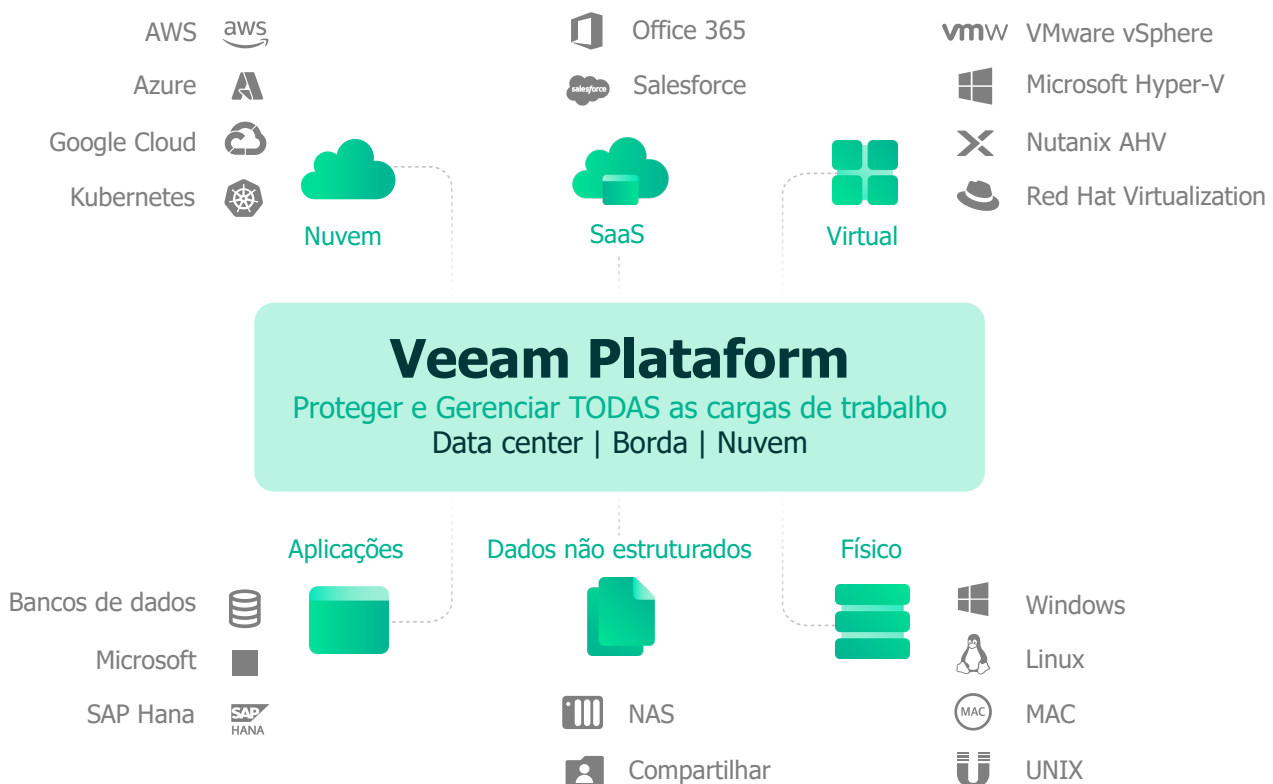 AWS aws
Azure
Google Cloud
Kubernetes
Nuvem
Office 365
salesforce Salesforce
SaaS
vmw VMware vSphere
Microsoft Hyper-V
Nutanix AHV
Red Hat Virtualization
Virtual
Veeam Plataform
Proteger e Gerenciar TODAS as cargas de trabalho
Data center | Borda | Nuvem
Aplicações
Bancos de dados
Microsoft
SAP Hana SAP HANA
Dados não estruturados
NAS
Compartilhar
Físico
Windows
Linux
MAC MAC
UNIX